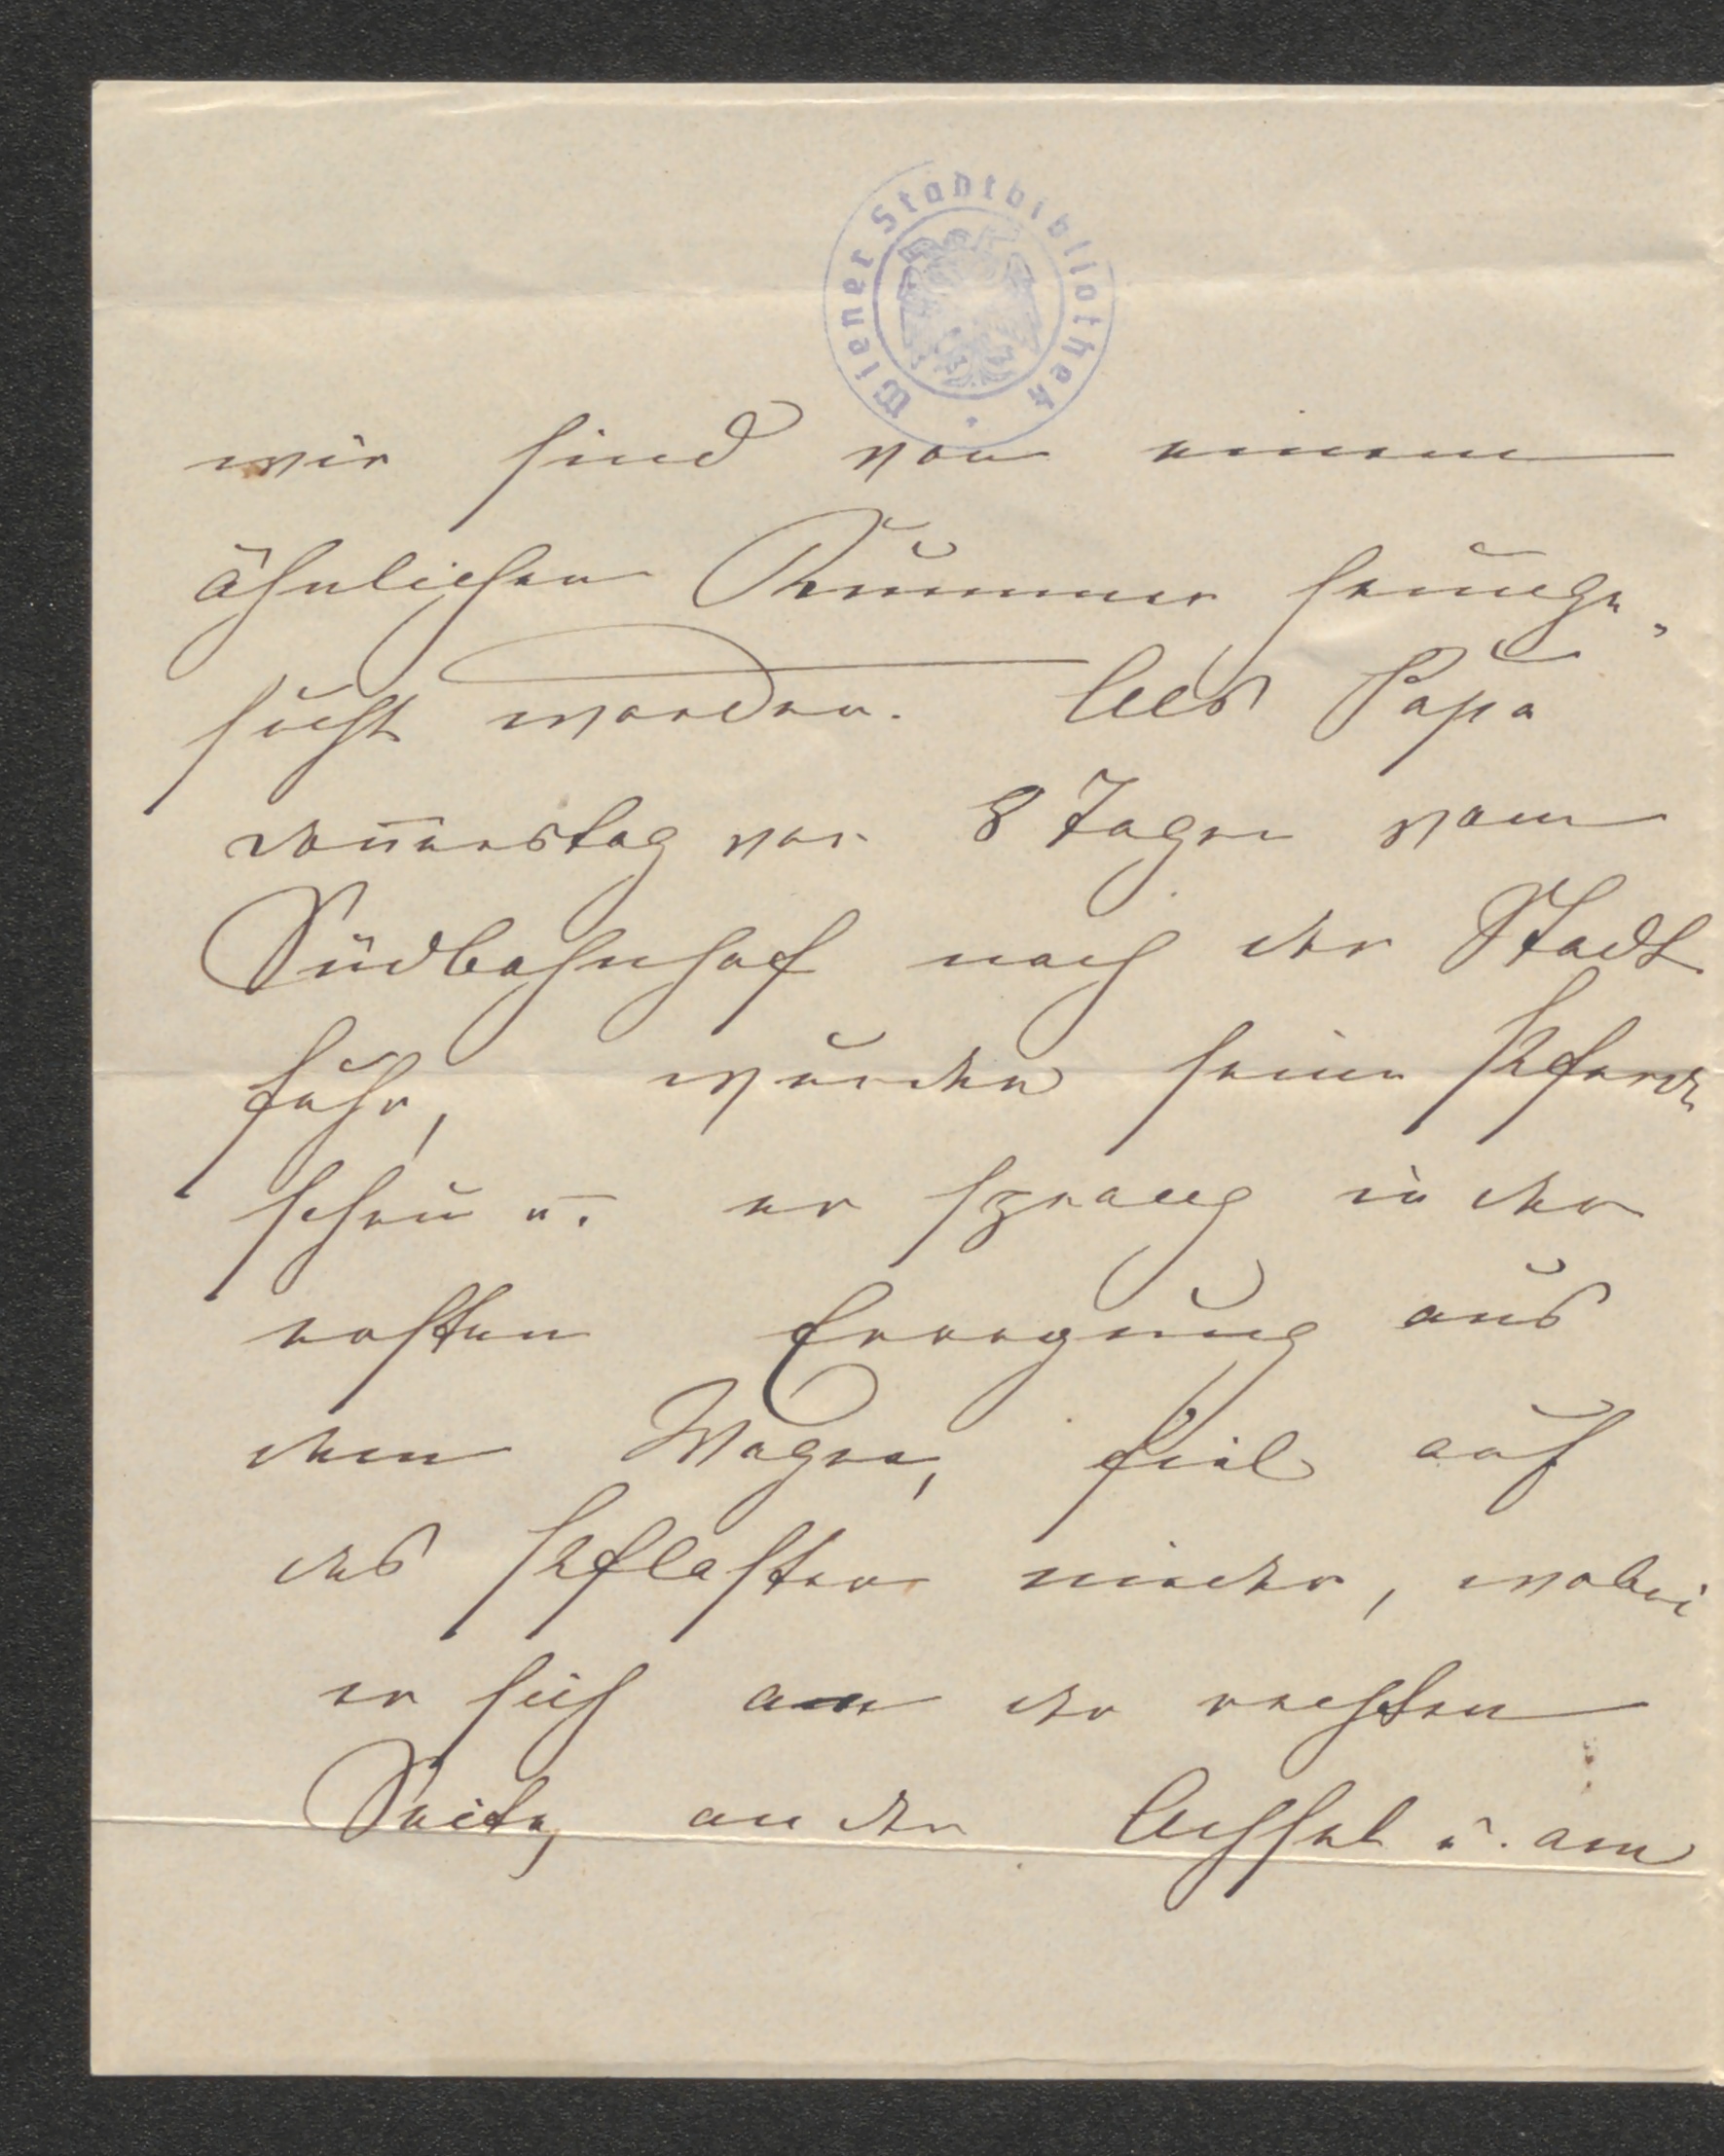 Wiener Stadtbibliothek
wir sind von einem
ähnlichen Kummer heimge-
sucht worden. Als Papa
donnerstag vor 8 Tagen vom
Südbahnhof nach der Stadt
fuhr, wurden seine Pferde
scheu u. er sprang in der
ersten Erregung aus
dem Wagen, fiel auf
das Pflaster nieder, wobei
er sich an der rechten
Seite, an der Achsel u. am